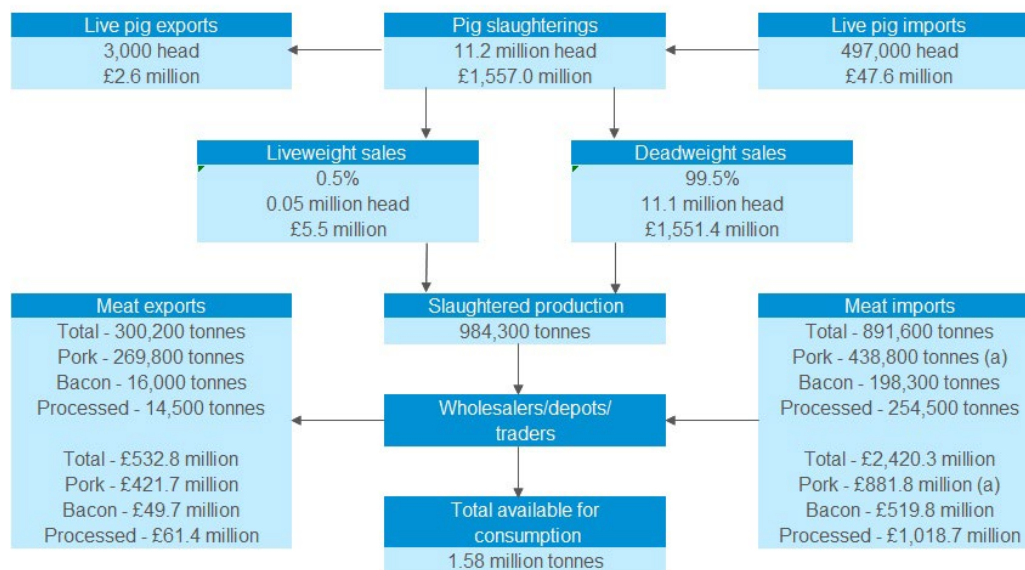 Live pig exports
3,000 head
£2.6 million
Pig slaughterings
11.2 million head
£1,557.0 million
Live pig imports
497,000 head
£47.6 million
Liveweight sales
0.5%
0.05 million head
£5.5 million
Deadweight sales
99.5%
11.1 million head
£1,551.4 million
Meat exports
Total - 300,200 tonnes
Pork - 269,800 tonnes
Bacon - 16,000 tonnes
Processed - 14,500 tonnes
Total - £532.8 million
Pork - £421.7 million
Bacon - £49.7 million
Processed - £61.4 million
Slaughtered production
984,300 tonnes
Wholesalers/depots/
traders
Total available for
consumption
1.58 million tonnes
Meat imports
Total - 891,600 tonnes
Pork - 438,800 tonnes (a)
Bacon - 198,300 tonnes
Processed - 254,500 tonnes
Total - £2,420.3 million
Pork - £881.8 million (a)
Bacon - £519.8 million
Processed - £1,018.7 million